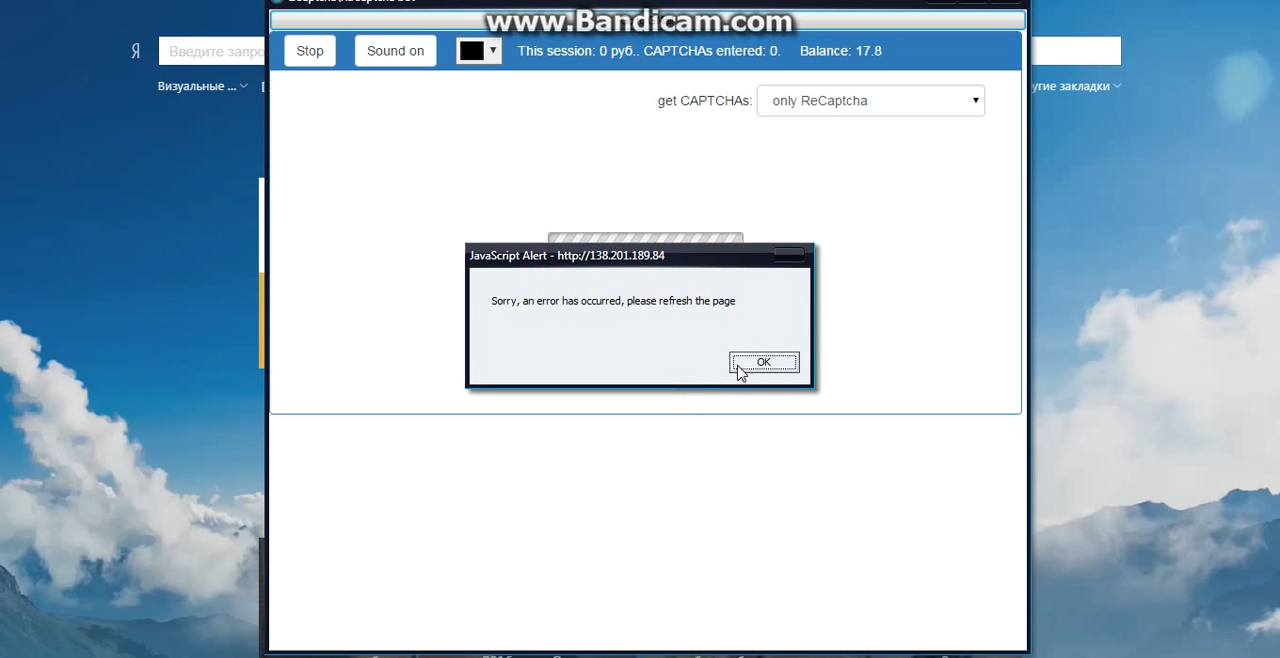 www.Bandicam.com
Stop
Sound on
This session: 0 руб.. CAPTCHAs entered: 0.
Balance: 17.8
Я
Введите запро
Визуальные ...
угие закладки
get CAPTCHAs:
only ReCaptcha
JavaScript Alert - http://138.201.189.84
Sorry, an error has occurred, please refresh the page
OK